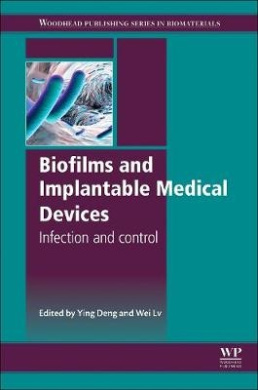 WOODHEAD PUBLISHING SERIES IN BIOMATERIALS
Biofilms and
Implantable Medical
Devices
Infection and control
Edited by Ying Deng and Wei Lv
WP